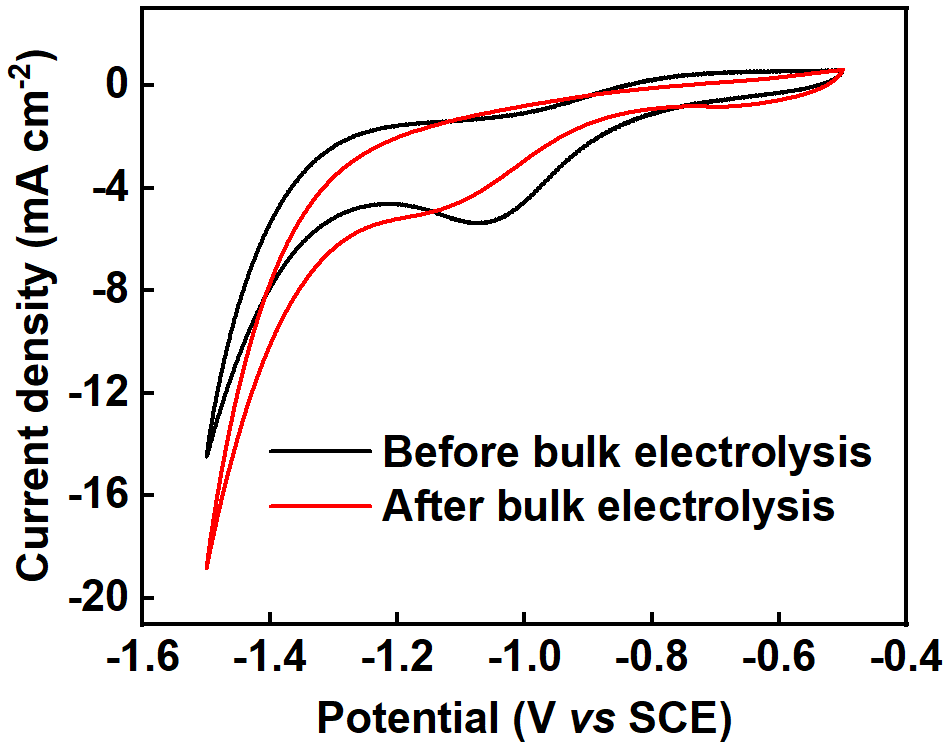 Current density (mA cm⁻²)
0
-4
-8
-12
-16
-20
Before bulk electrolysis
After bulk electrolysis
-1.6 -1.4 -1.2 -1.0 -0.8 -0.6 -0.4
Potential (V vs SCE)